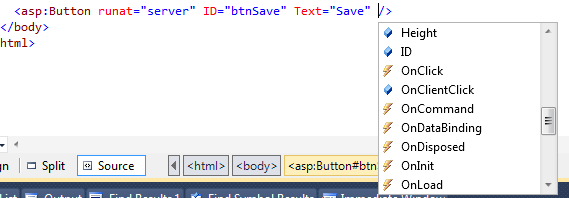 <asp:Button runat="server" ID="btnSave" Text="Save" />
</body>
html>
Height
ID
OnClick
OnClientClick
OnCommand
OnDataBinding
OnDisposed
OnInit
OnLoad
Split
Source
<html>
<body>
<asp:Button#btn
Output
Find Results 1
Find Symbol Results
Immediate Window